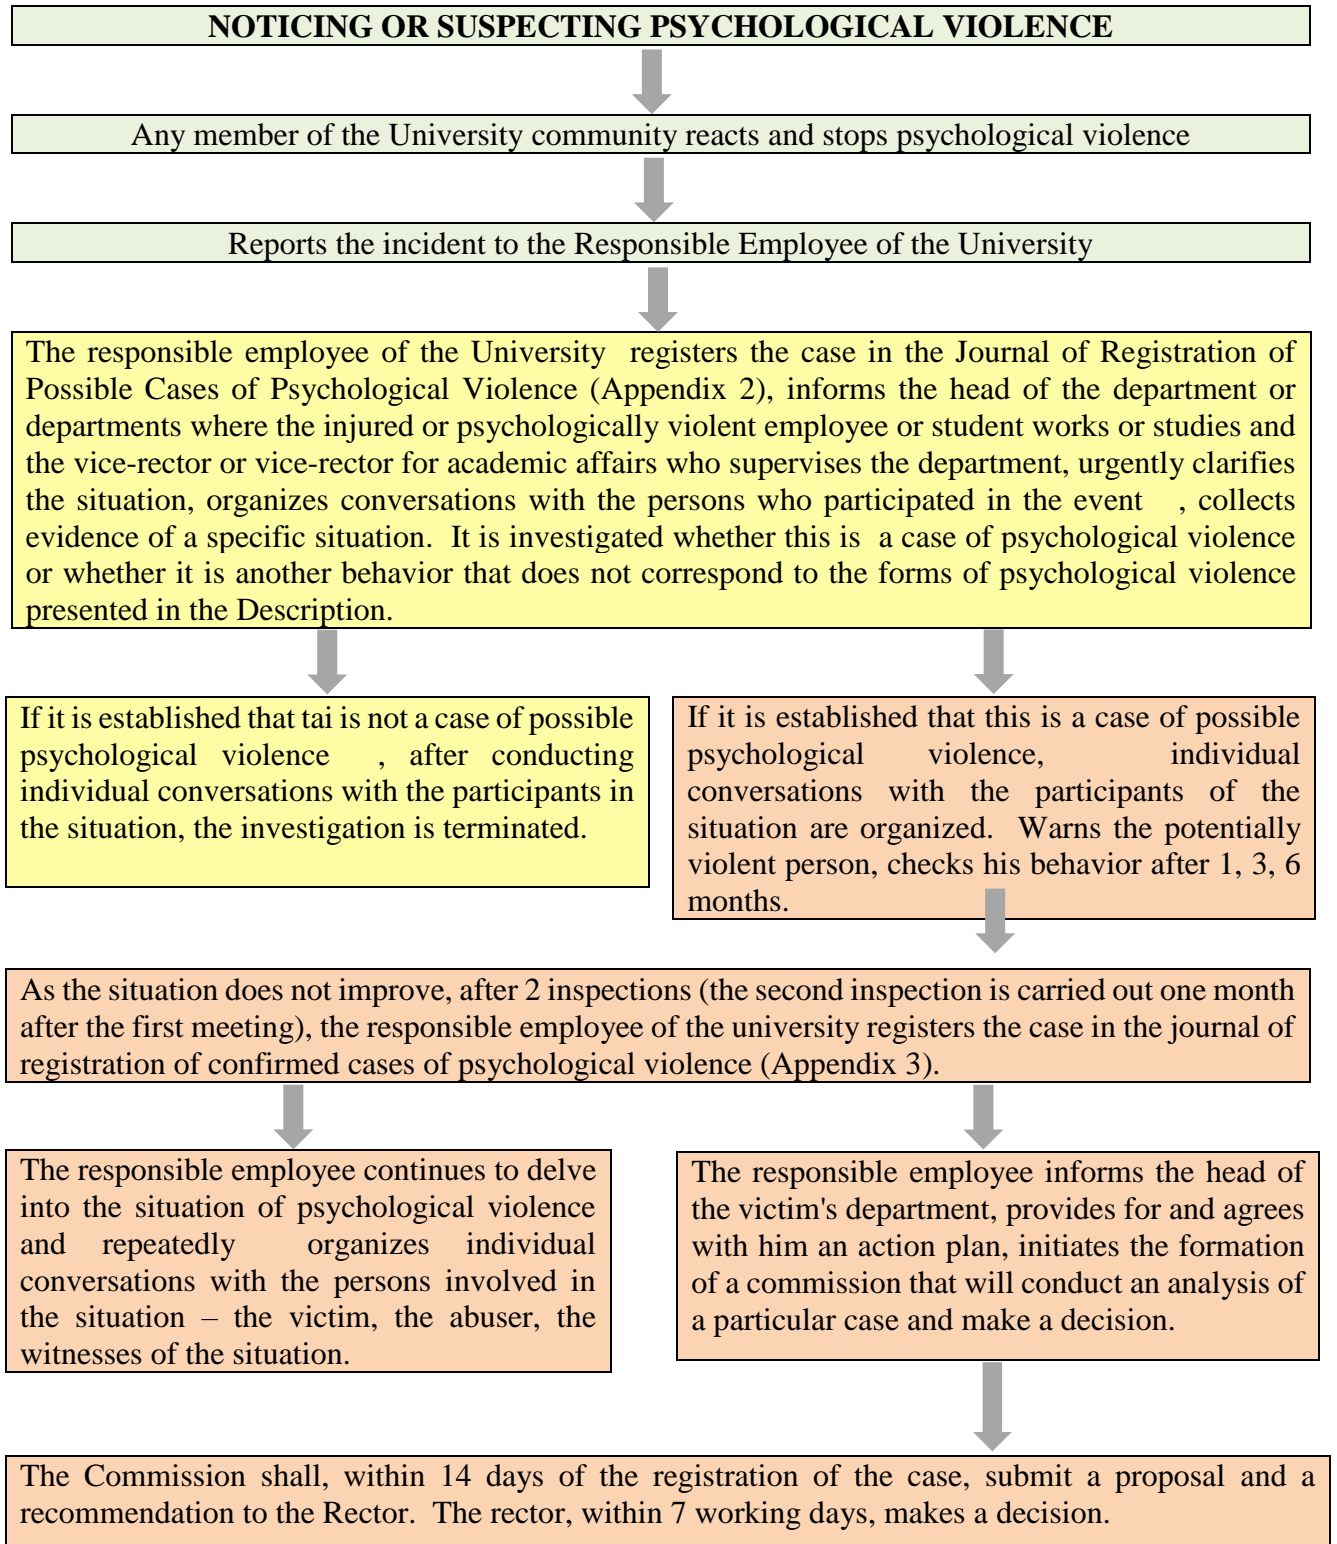 NOTICING OR SUSPECTING PSYCHOLOGICAL VIOLENCE
Any member of the University community reacts and stops psychological violence
Reports the incident to the Responsible Employee of the University
The responsible employee of the University registers the case in the Journal of Registration of
Possible Cases of Psychological Violence (Appendix 2), informs the head of the department or
departments where the injured or psychologically violent employee or student works or studies and
the vice-rector or vice-rector for academic affairs who supervises the department, urgently clarifies
the situation, organizes conversations with the persons who participated in the event , collects
evidence of a specific situation. It is investigated whether this is a case of psychological violence
or whether it is another behavior that does not correspond to the forms of psychological violence
presented in the Description.
If it is established that tai is not a case of possible
psychological violence , after conducting
individual conversations with the participants in
the situation, the investigation is terminated.
If it is established that this is a case of possible
psychological violence, individual
conversations with the participants of the
situation are organized. Warns the potentially
violent person, checks his behavior after 1, 3, 6
months.
As the situation does not improve, after 2 inspections (the second inspection is carried out one month
after the first meeting), the responsible employee of the university registers the case in the journal of
registration of confirmed cases of psychological violence (Appendix 3).
The responsible employee continues to delve
into the situation of psychological violence
and repeatedly organizes individual
conversations with the persons involved in
the situation – the victim, the abuser, the
witnesses of the situation.
The responsible employee informs the head of
the victim's department, provides for and agrees
with him an action plan, initiates the formation
of a commission that will conduct an analysis of
a particular case and make a decision.
The Commission shall, within 14 days of the registration of the case, submit a proposal and a
recommendation to the Rector. The rector, within 7 working days, makes a decision.